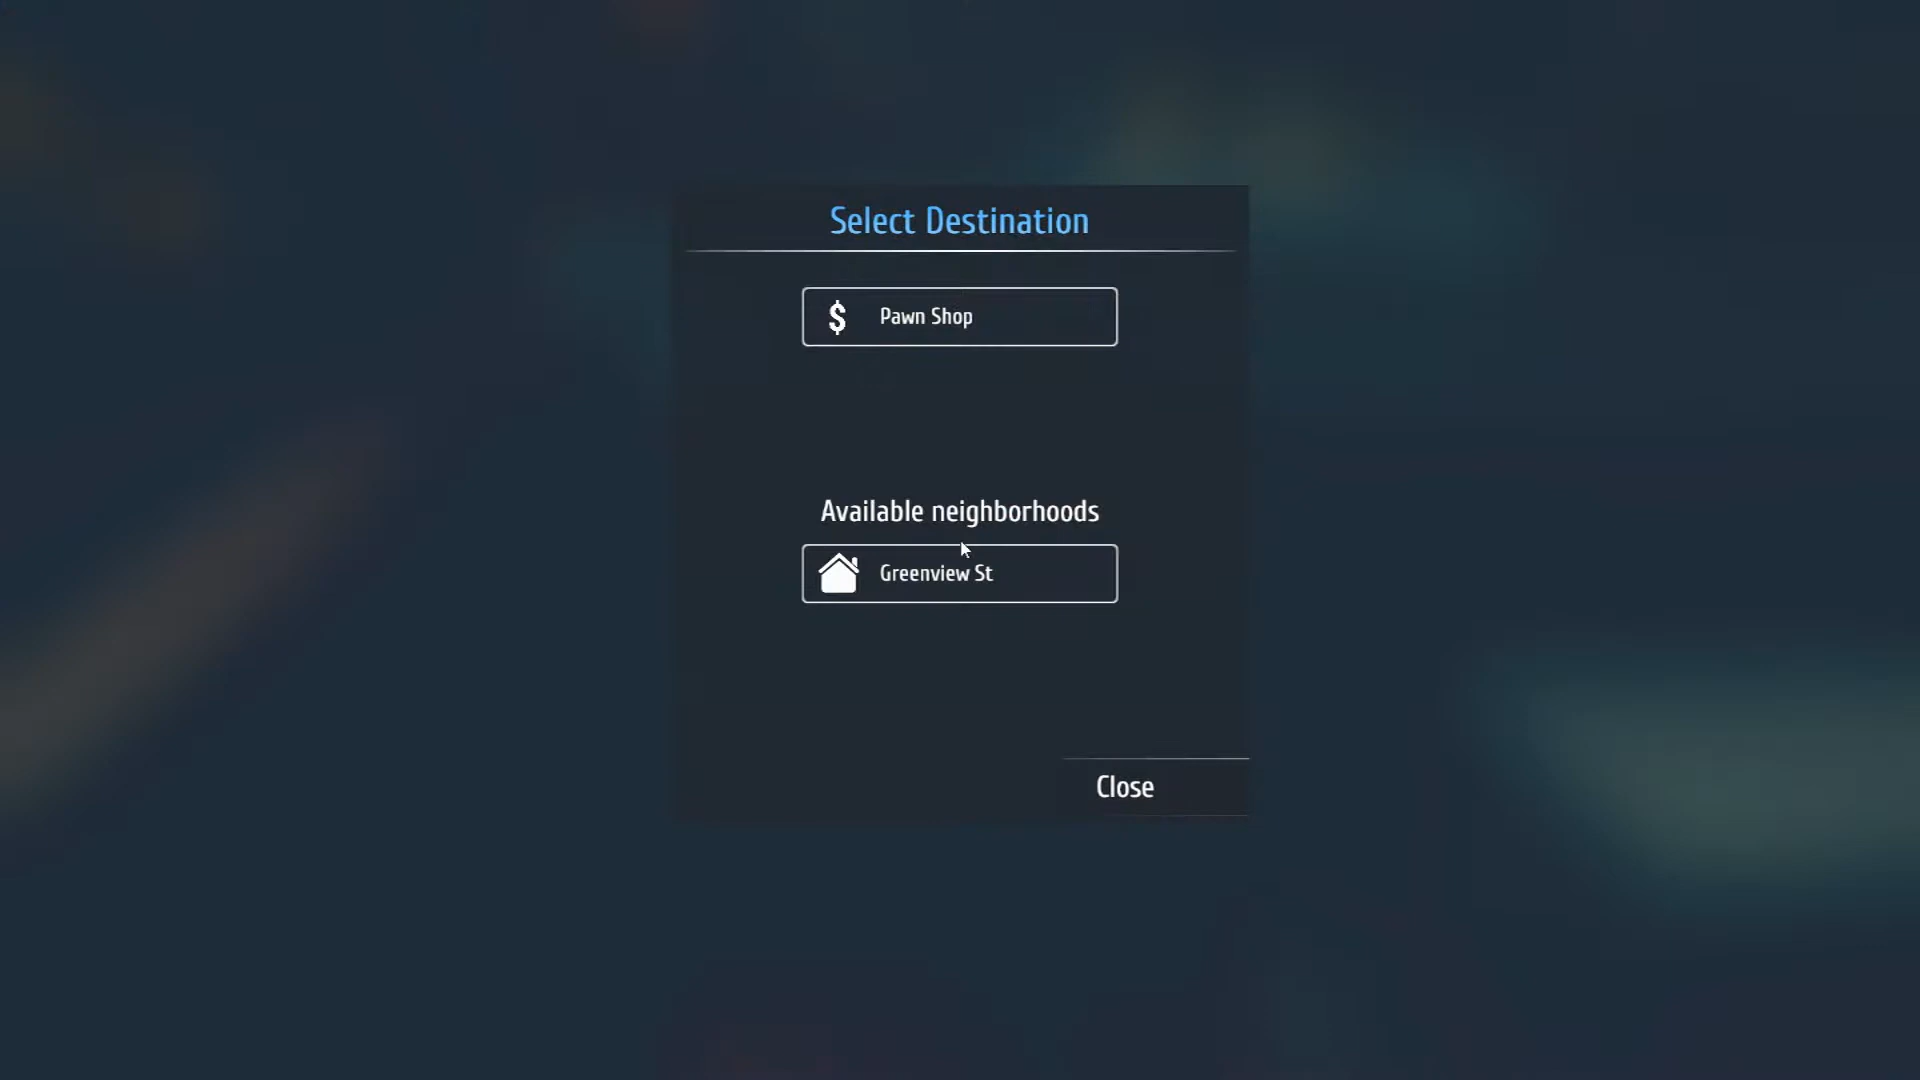 Select Destination
$ Pawn Shop
Available neighborhoods
Greenview St
Close